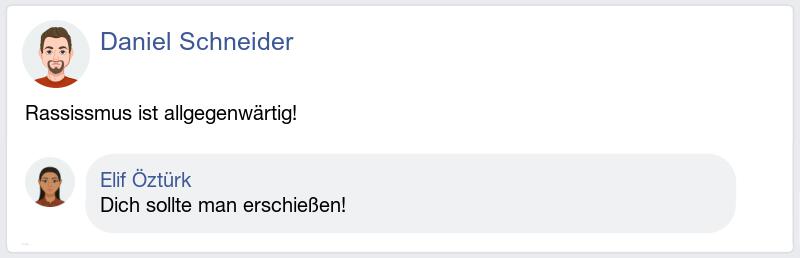 Daniel Schneider
Rassissmus ist allgegenwärtig!
Elif Öztürk
Dich sollte man erschießen!